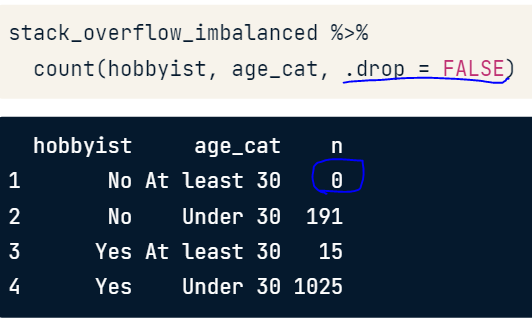 stack_overflow_imbalanced %>%
count(hobbyist, age_cat, .drop = FALSE)
hobbyist age_cat n
1 No At least 30 0
2 No Under 30 191
3 Yes At least 30 15
4 Yes Under 30 1025